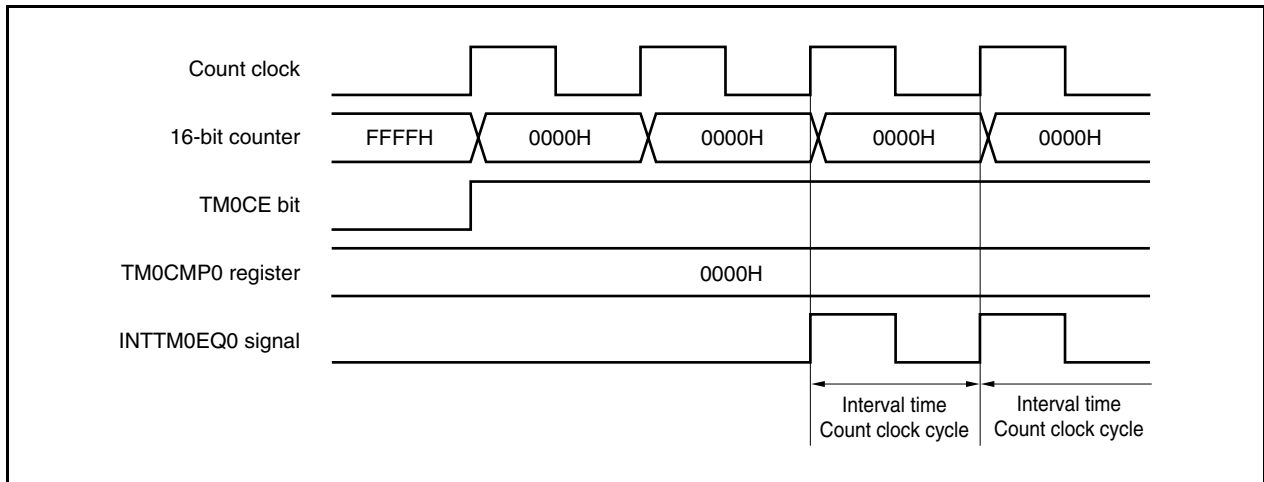 Count clock
16-bit counter
FFFFH 0000H 0000H 0000H 0000H
TM0CE bit
TM0CMP0 register
0000H
INTTM0EQ0 signal
Interval time
Count clock cycle
Interval time
Count clock cycle